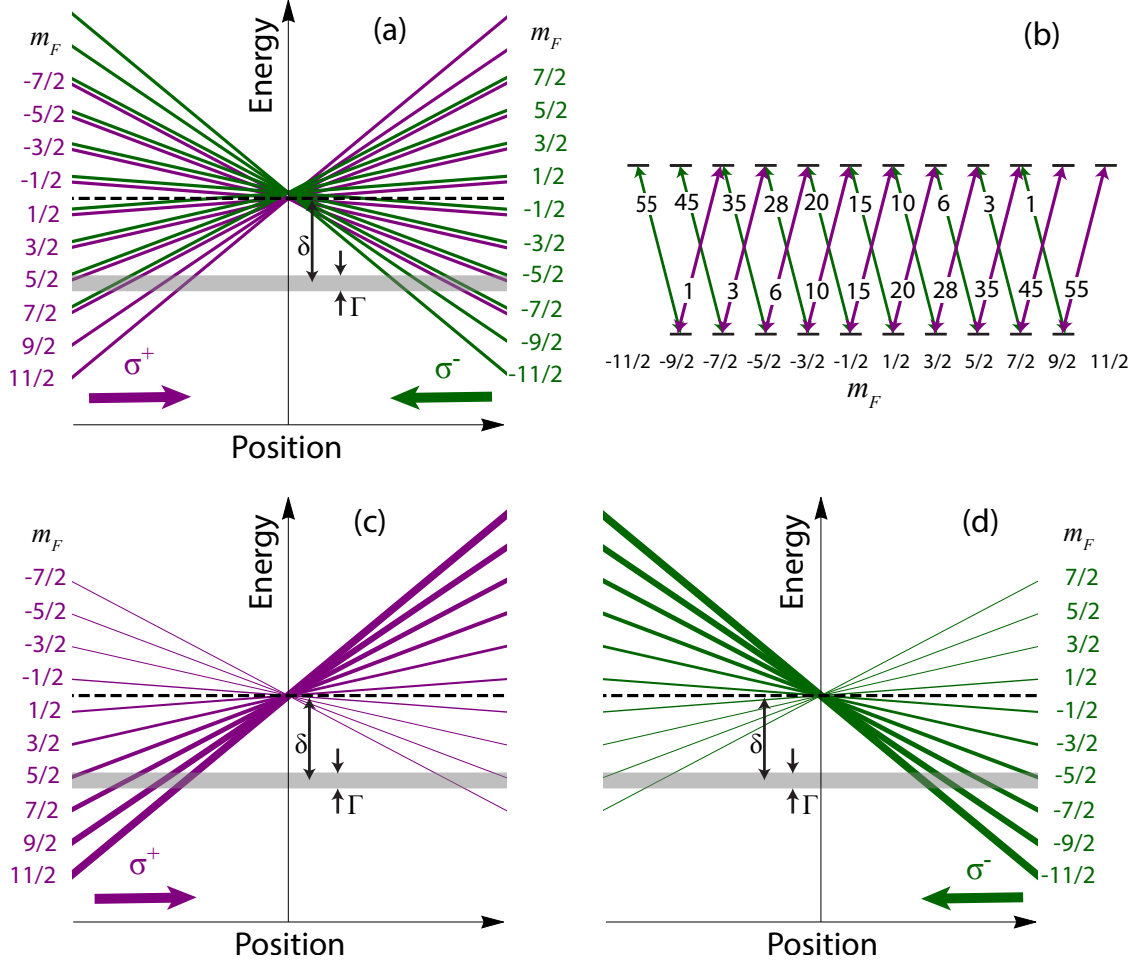 (a)
Energy
m_F
-7/2
-5/2
-3/2
-1/2
1/2
3/2
5/2
7/2
9/2
11/2
δ
Γ
σ⁺
σ⁻
m_F
7/2
5/2
3/2
1/2
-1/2
-3/2
-5/2
-7/2
-9/2
-11/2
Position
(b)
55 45 35 28 20 15 10 6 3 1
1 3 6 10 15 20 28 35 45 55
-11/2 -9/2 -7/2 -5/2 -3/2 -1/2 1/2 3/2 5/2 7/2 9/2 11/2
m_F
(c)
Energy
m_F
-7/2
-5/2
-3/2
-1/2
1/2
3/2
5/2
7/2
9/2
11/2
δ
Γ
σ⁺
Position
(d)
Energy
m_F
7/2
5/2
3/2
1/2
-1/2
-3/2
-5/2
-7/2
-9/2
-11/2
δ
Γ
σ⁻
Position